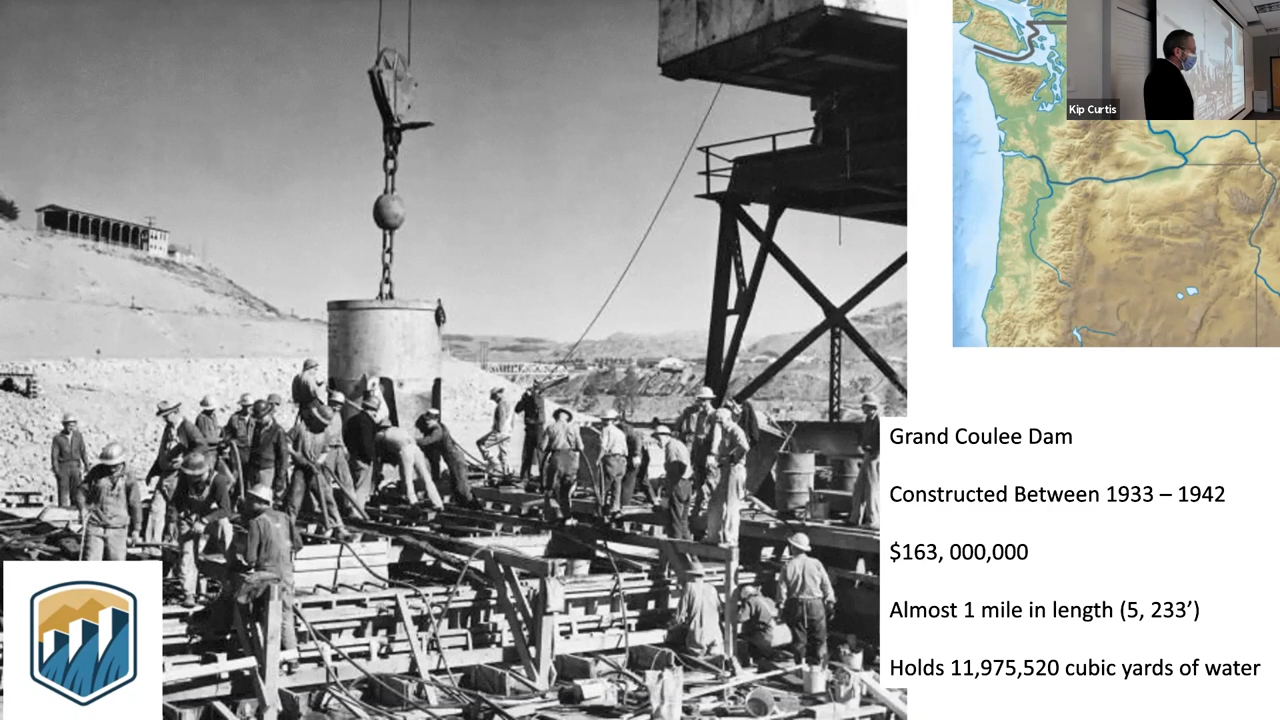 Kip Curtis
Grand Coulee Dam
Constructed Between 1933 – 1942
$163, 000,000
Almost 1 mile in length (5, 233’)
Holds 11,975,520 cubic yards of water